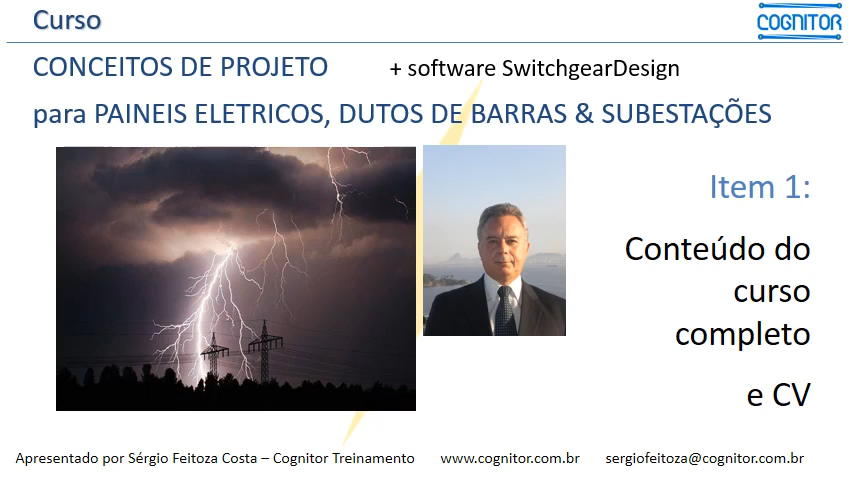 Curso
COGNITOR
CONCEITOS DE PROJETO + software SwitchgearDesign
para PAINEIS ELETRICOS, DUTOS DE BARRAS & SUBESTAÇÕES
Item 1:
Conteúdo do
curso
completo
e CV
Apresentado por Sérgio Feitoza Costa – Cognitor Treinamento www.cognitor.com.br sergiofeitoza@cognitor.com.br